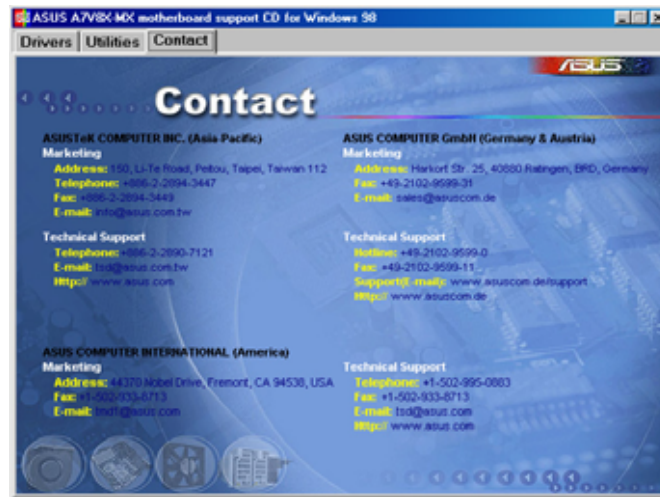 ASUS A7V8X-MX motherboard support CD for Windows 98
Drivers Utilities Contact
ASUS
Contact
ASUSTeK COMPUTER INC. (Asia-Pacific)
Marketing
Address: 150, Li-Te Road, Peitou, Taipei, Taiwan 112
Telephone: +886-2-2894-3447
Fax: +886-2-2894-3449
E-mail: info@asus.com.tw
Technical Support
Telephone: +886-2-2890-7121
E-mail: tsd@asus.com.tw
Http:// www.asus.com
ASUS COMPUTER GmbH (Germany & Austria)
Marketing
Address: Harkort Str. 25, 40880 Ratingen, BRD, Germany
Fax: +49-2102-9599-31
E-mail: sales@asuscom.de
Technical Support
Hotline: +49-2102-9599-0
Fax: +49-2102-9599-11
Support(E-mail): www.asuscom.de/support
Http:// www.asuscom.de
ASUS COMPUTER INTERNATIONAL (America)
Marketing
Address: 44370 Nobel Drive, Fremont, CA 94538, USA
Fax: +1-502-933-8713
E-mail: tmd1@asus.com
Technical Support
Telephone: +1-502-995-0883
Fax: +1-502-933-8713
E-mail: tsd@asus.com
Http:// www.asus.com